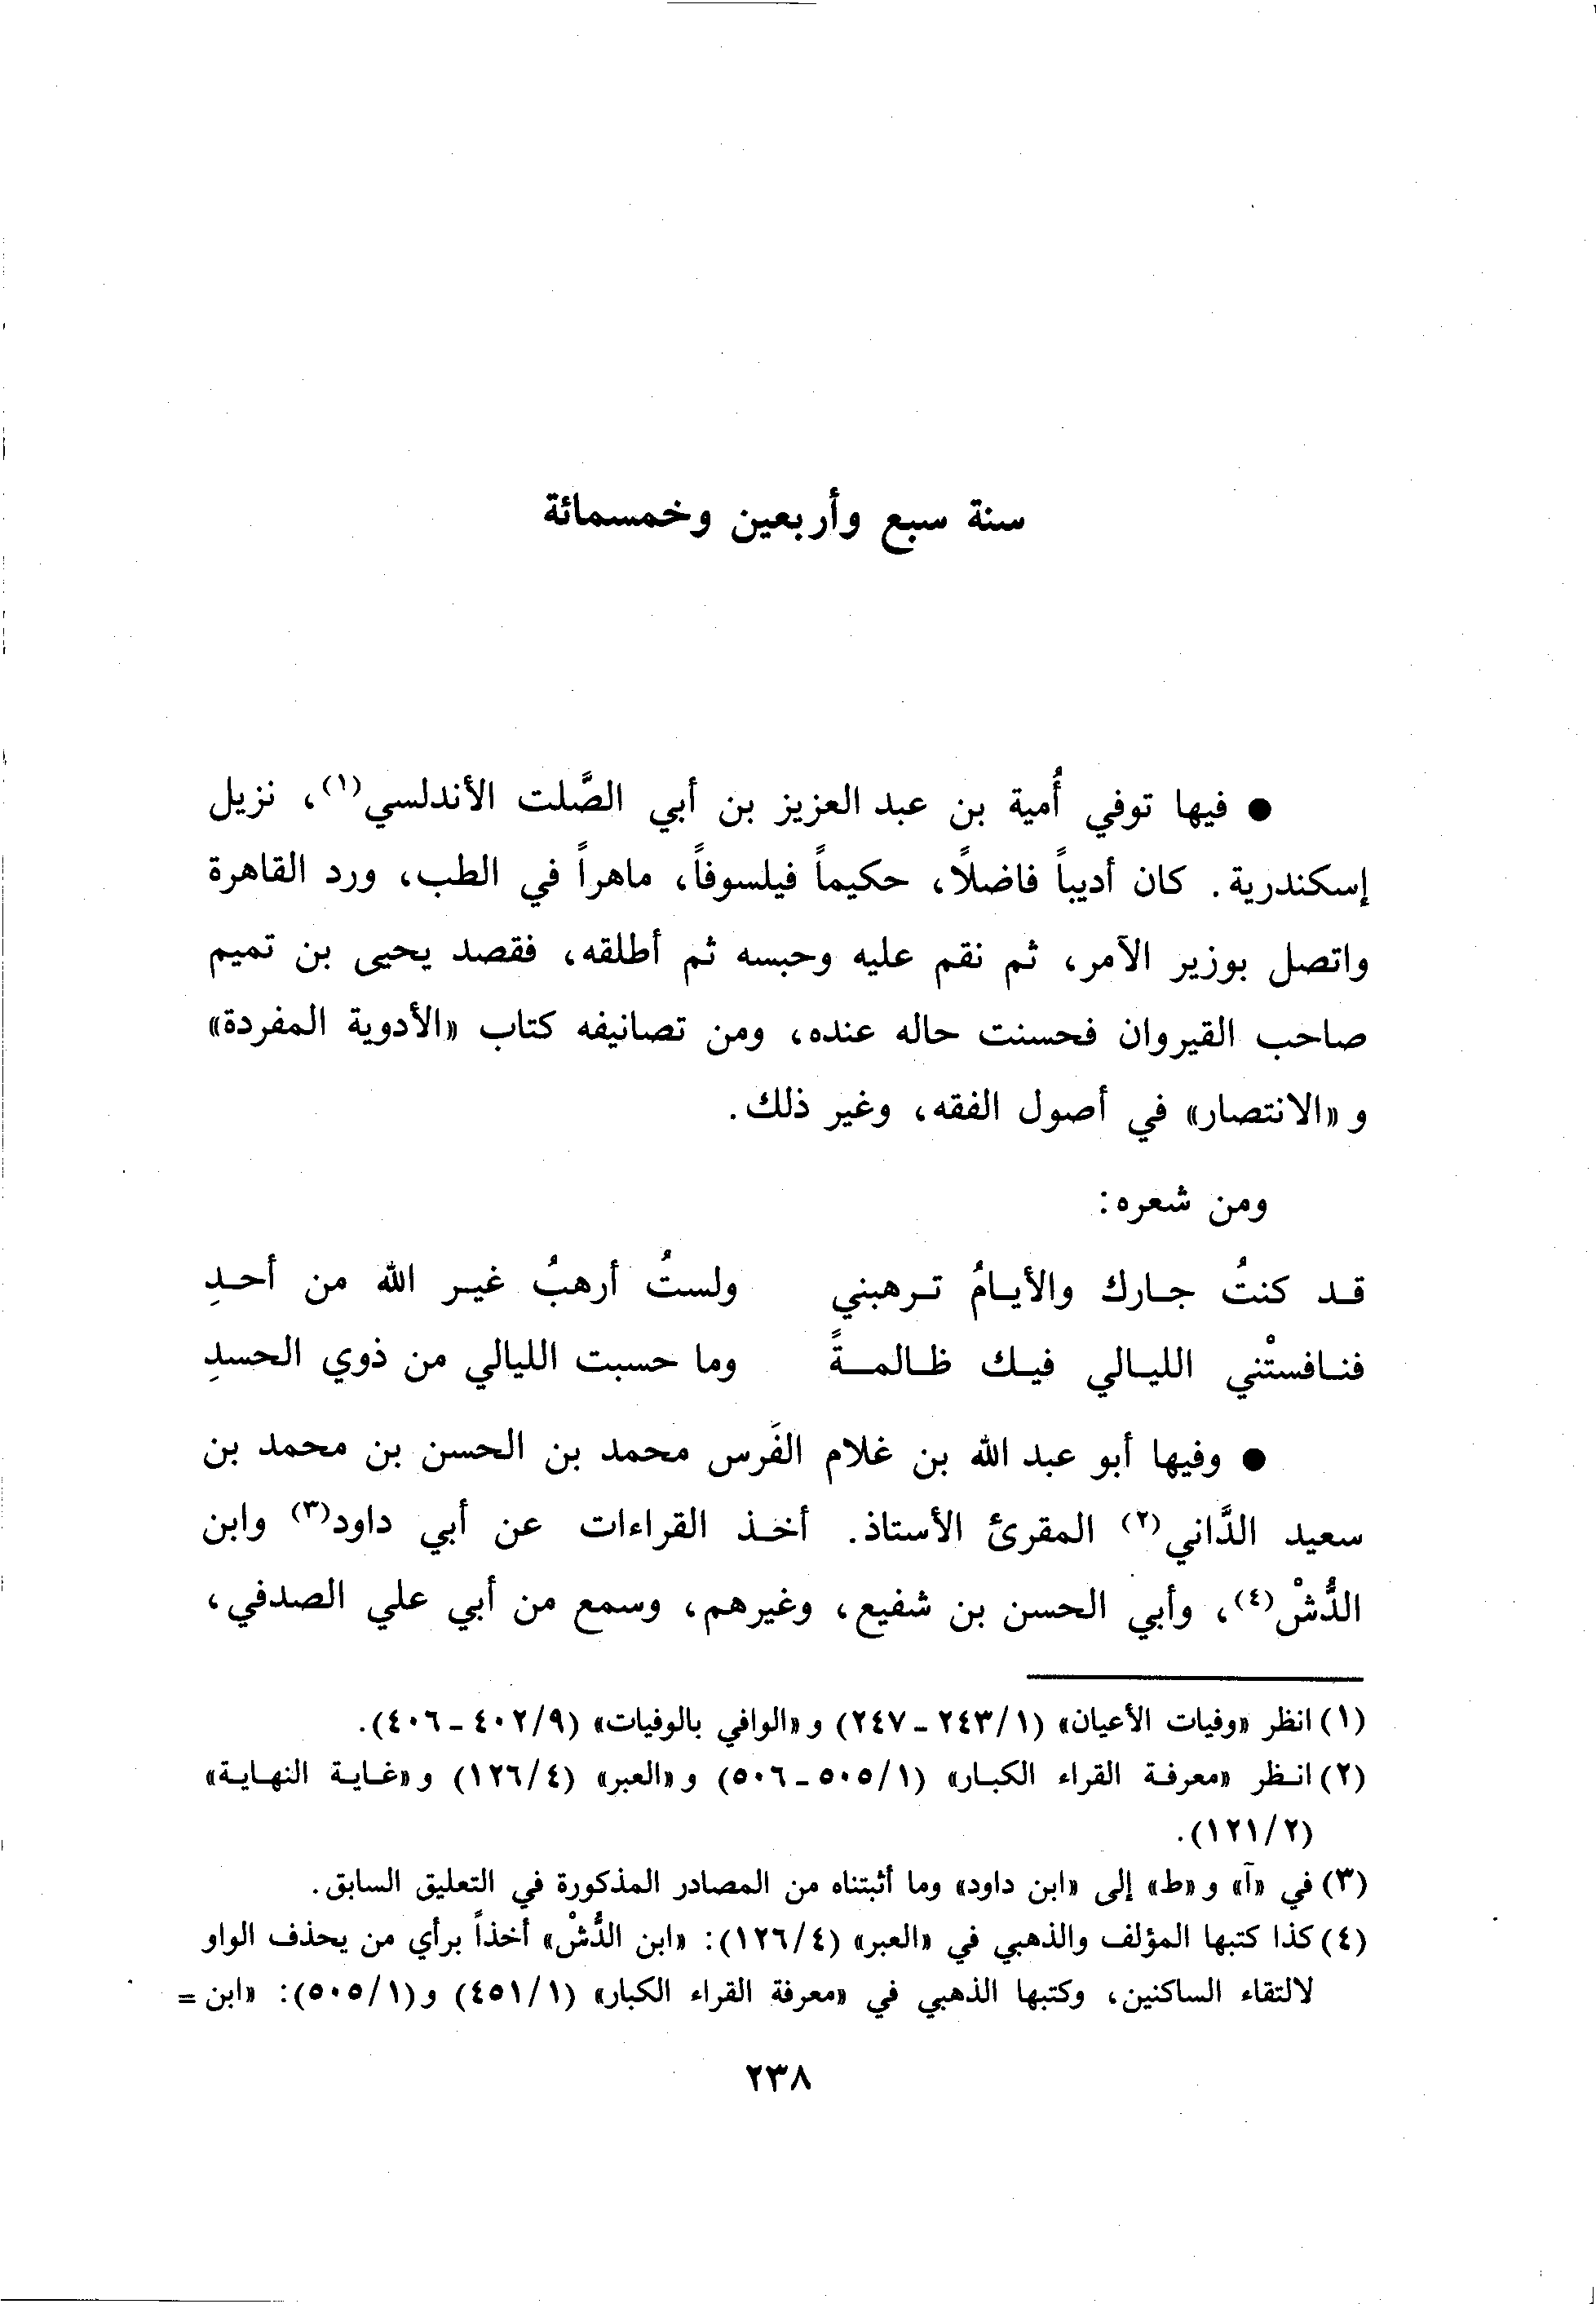 سنة سبع وأربعين وخمسمائة
● فيها توفي أُمية بن عبد العزيز بن أبي الصَّلت الأندلسي(١)، نزيل
إسكندرية. كان أديباً فاضلًا، حكيماً فيلسوفاً، ماهراً في الطب، ورد القاهرة
واتصل بوزير الآمر، ثم نقم عليه وحبسه ثم أطلقه، فقصد يحيى بن تميم
صاحب القيروان فحسنت حاله عنده، ومن تصانيفه كتاب «الأدوية المفردة»
و «الانتصار» في أصول الفقه، وغير ذلك.
ومن شعره:
قـد كنتُ جـارك والأيـامُ تـرهبني ولستُ أرهبُ غيـر الله من أحـدِ
فنـافستْني الليـالي فيـك ظـالمـةً وما حسبت الليالي من ذوي الحسدِ
● وفيها أبو عبد الله بن غلام الفَرس محمد بن الحسن بن محمد بن
سعيد الدَّاني(٢) المقرئ الأستاذ. أخـذ القراءات عن أبي داود(٣) وابن
الدُّشْ(٤)، وأبي الحسن بن شفيع، وغيرهم، وسمع من أبي علي الصدفي،
(١) انظر «وفيات الأعيان» (١/ ٢٤٣ - ٢٤٧) و «الوافي بالوفيات» (٩/ ٤٠٢ - ٤٠٦).
(٢) انـظر «معرفـة القراء الكبـار» (١/ ٥٠٥ - ٥٠٦) و «العبر» (٤/ ١٢٦) و «غـايـة النهـايـة»
(٢/ ١٢١).
(٣) في «آ» و «ط» إلى «ابن داود» وما أثبتناه من المصادر المذكورة في التعليق السابق.
(٤) كذا كتبها المؤلف والذهبي في «العبر» (٤/ ١٢٦): «ابن الدُّشْ» أخذاً برأي من يحذف الواو
لالتقاء الساكنين، وكتبها الذهبي في «معرفة القراء الكبار» (١/ ٤٥١) و(١/ ٥٠٥): «ابن =
٢٣٨